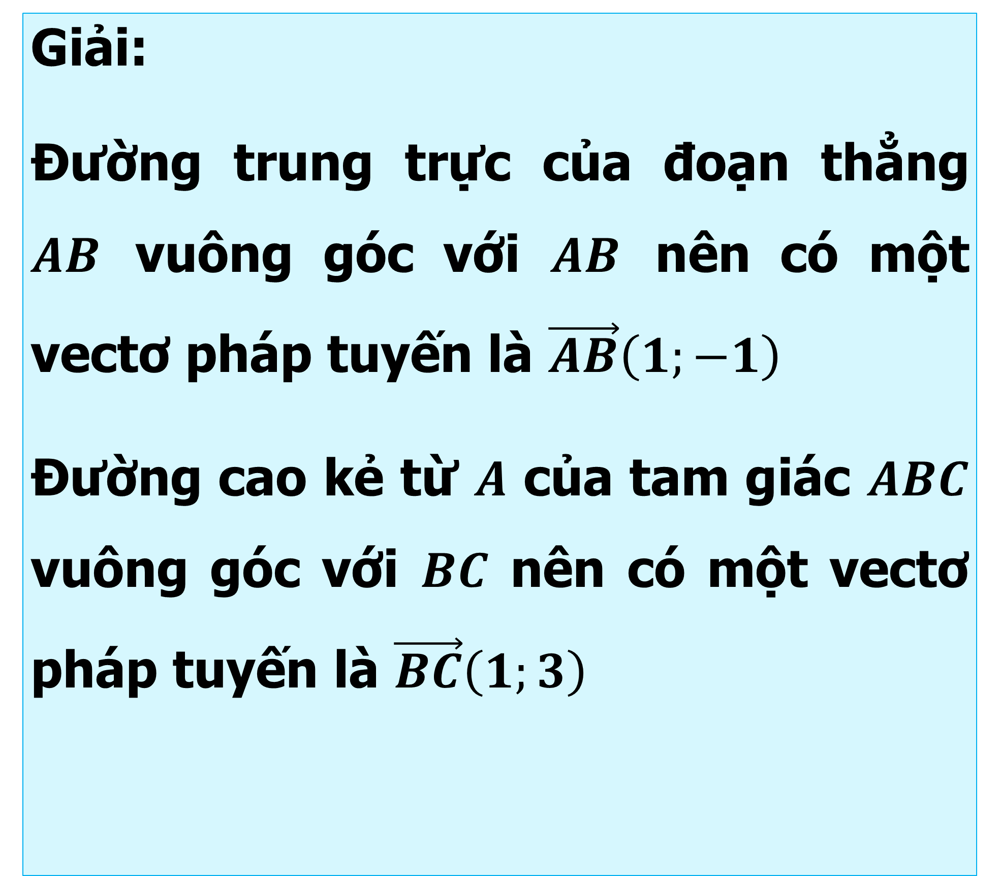 Giải:
Đường trung trực của đoạn thẳng
AB vuông góc với AB nên có một
vectơ pháp tuyến là $\overrightarrow{AB}(1;-1)$
Đường cao kẻ từ A của tam giác ABC
vuông góc với BC nên có một vectơ
pháp tuyến là $\overrightarrow{BC}(1;3)$